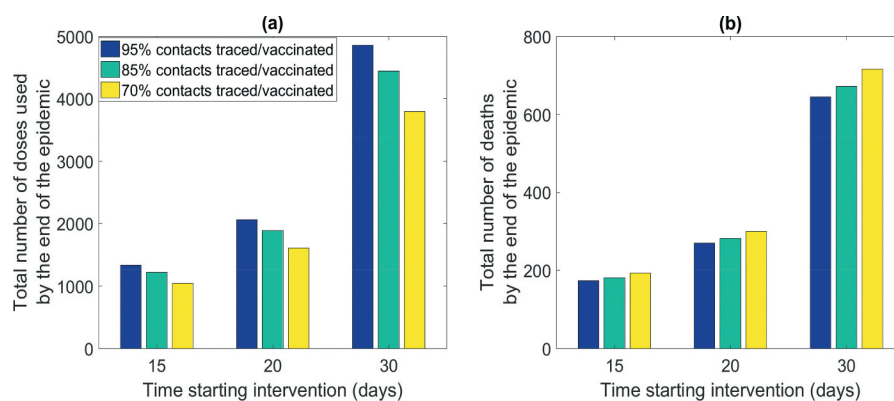 (a)
Total number of doses used
by the end of the epidemic
5000
4000
3000
2000
1000
0
95% contacts traced/vaccinated
85% contacts traced/vaccinated
70% contacts traced/vaccinated
15 20 30
Time starting intervention (days)
(b)
Total number of deaths
by the end of the epidemic
800
600
400
200
0
15 20 30
Time starting intervention (days)